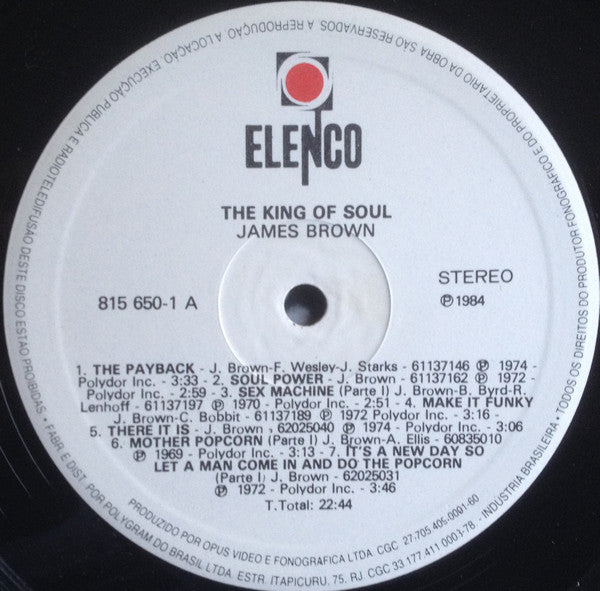 ELENCO
THE KING OF SOUL
JAMES BROWN
815 650-1 A
STEREO
Ⓟ 1984
1. THE PAYBACK - J. Brown-F. Wesley-J. Starks - 61137146 Ⓟ 1974 -
Polydor Inc. - 3:33 - 2. SOUL POWER - J. Brown - 61137162 Ⓟ 1972 -
Polydor Inc. - 2:59 - 3. SEX MACHINE (Parte I) J. Brown-B. Byrd-R.
Lenhoff - 61137197 Ⓟ 1970 - Polydor Inc. - 2:51 - 4. MAKE IT FUNKY
J. Brown-C. Bobbit - 61137189 Ⓟ 1972 Polydor Inc. - 3:16 -
5. THERE IT IS - J. Brown - 62025040 Ⓟ 1974 - Polydor Inc. - 3:06
6. MOTHER POPCORN (Parte I) J. Brown-A. Ellis - 60835010
Ⓟ 1969 - Polydor Inc. - 3:13 - 7. IT'S A NEW DAY SO
LET A MAN COME IN AND DO THE POPCORN
(Parte I) J. Brown - 62025031
Ⓟ 1972 - Polydor Inc. - 3:46
T. Total: 22:44
PRODUZIDO POR OPUS VIDEO E FONOGRAFICA LTDA. CGC 27-705 405-0001-60
• FABR. E DIST. POR POLYGRAM DO BRASIL LTDA. ESTR. ITAPICURU, 75. RJ. CGC 33 177 411 0003-78 - INDUSTRIA BRASILEIRA • TODOS OS DIREITOS DO PRODUTOR FONOGRAFICO E DO PROPRIETARIO DA OBRA SÃO RESERVADOS A REPRODUÇÃO A LOCAÇÃO, EXECUÇÃO PUBLICA E RADIOTELEDIFUSAO DESTE DISCO ESTÃO PROIBIDAS.